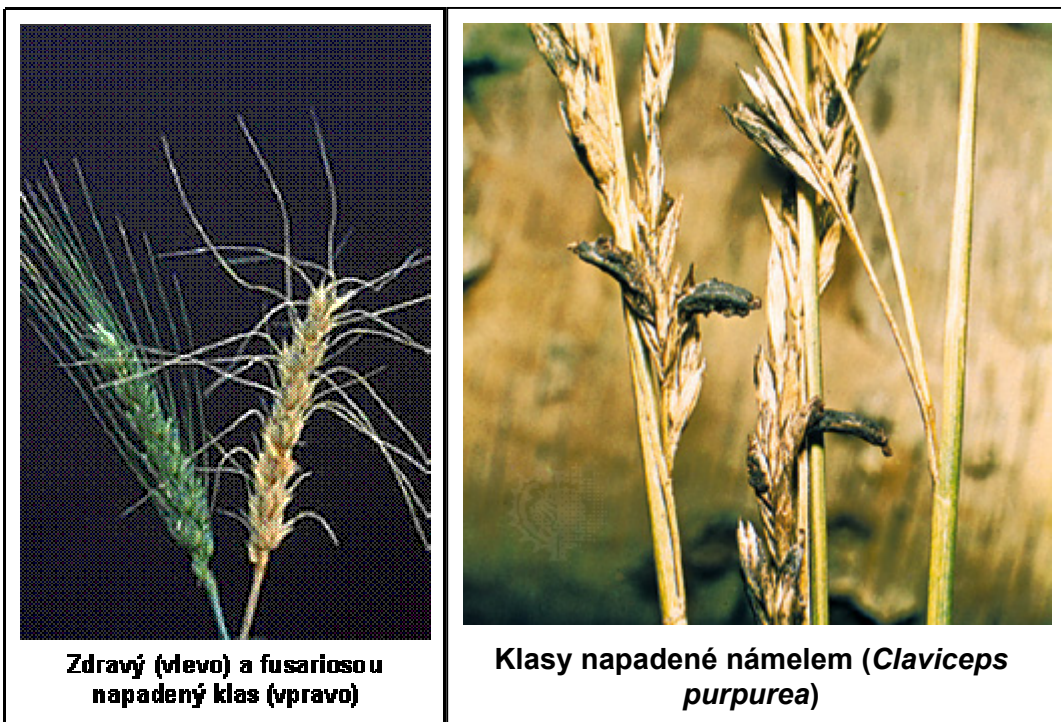 Zdravý (vlevo) a fusariosou
napadený klas (vpravo)
Klasy napadené námelem (Claviceps
purpurea)